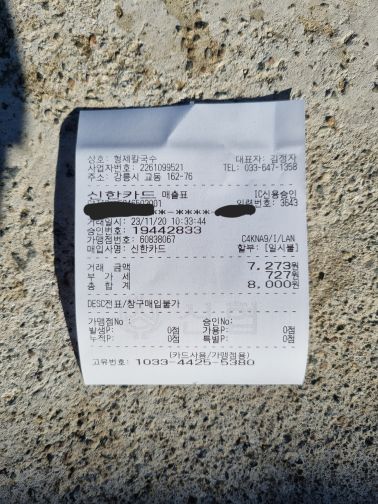 상호: 형제칼국수 대표자: 김정자
사업자번호: 2261099521 TEL: 033-647-1358
주소: 강릉시 교동 162-76
신한카드 매출표 IC신용승인
3643
**-****-
거래일시: 23/11/20 10:33:44
승인번호: 19442833
가맹점번호: 60838067 C4KNA9/I/LAN
매입사명: 신한카드 할부: [일시불]
거래 금액 7,273원
부 가 세 727원
총 합 계 8,000원
DESC전표/창구매입불가
가맹점No : 승인No :
발생P: 0점 가용P: 0점
누적P: 0점 특별P: 0점
(카드사용/가맹점용)
고유번호: 1033-4425-5380